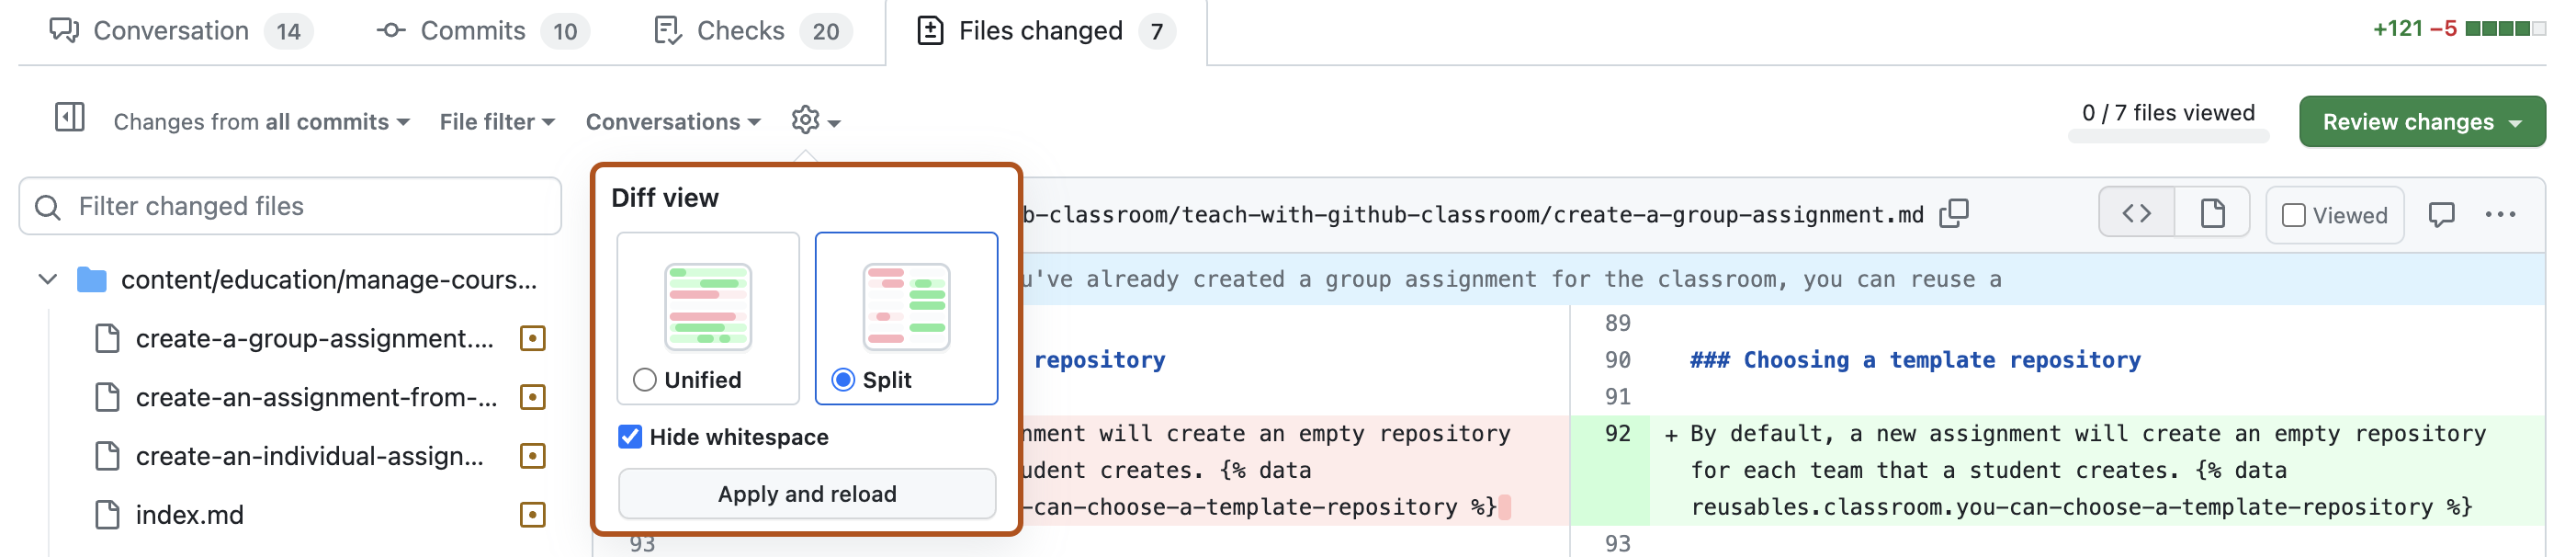 Conversation 14 Commits 10 Checks 20 Files changed 7 +121 −5
Changes from all commits File filter Conversations 0 / 7 files viewed Review changes
Filter changed files
content/education/manage-cours...
create-a-group-assignment....
create-an-assignment-from-...
create-an-individual-assign...
index.md
Diff view
Unified Split
Hide whitespace
Apply and reload
b-classroom/teach-with-github-classroom/create-a-group-assignment.md Viewed
u've already created a group assignment for the classroom, you can reuse a
repository
nment will create an empty repository
udent creates. {% data
-can-choose-a-template-repository %}
93
89
90 ### Choosing a template repository
91
92 + By default, a new assignment will create an empty repository
for each team that a student creates. {% data
reusables.classroom.you-can-choose-a-template-repository %}
93